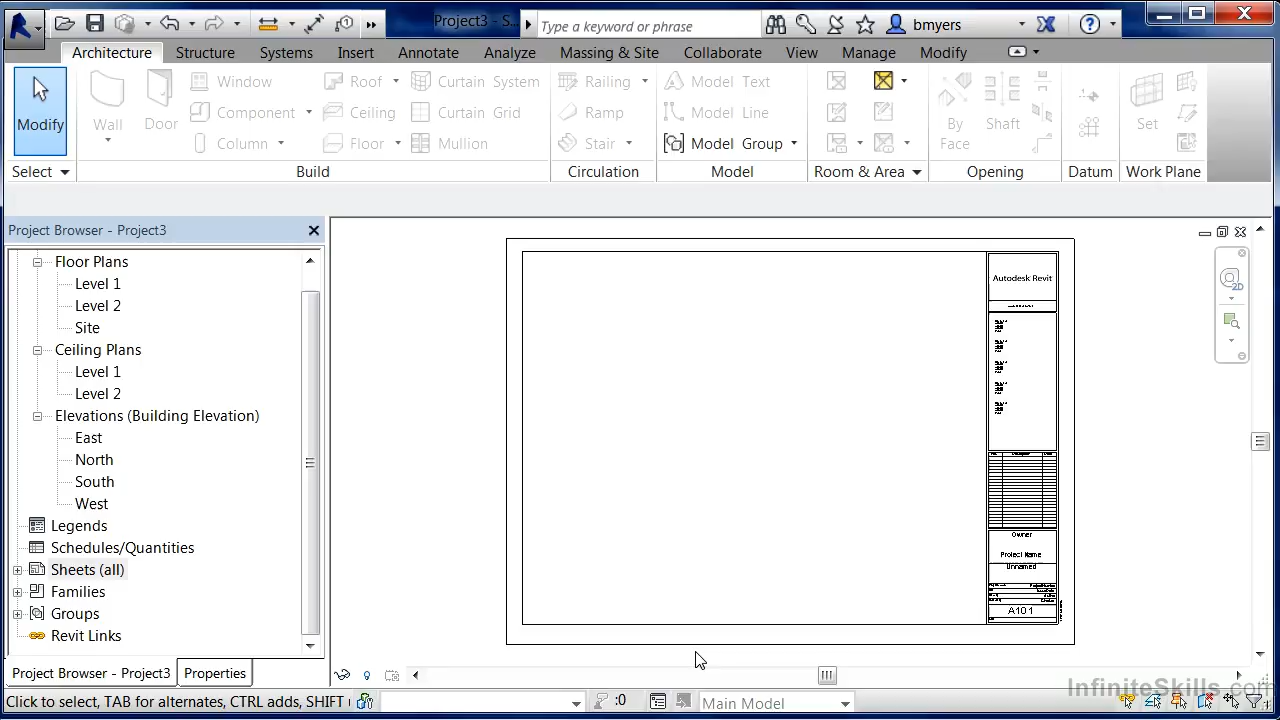 Project3 - S...
Type a keyword or phrase
bmyers
Architecture Structure Systems Insert Annotate Analyze Massing & Site Collaborate View Manage Modify
Modify
Wall
Door
Window
Component
Column
Roof
Ceiling
Floor
Curtain System
Curtain Grid
Mullion
Railing
Ramp
Stair
Model Text
Model Line
Model Group
By Face
Shaft
Set
Select Build Circulation Model Room & Area Opening Datum Work Plane
Project Browser - Project3
Floor Plans
Level 1
Level 2
Site
Ceiling Plans
Level 1
Level 2
Elevations (Building Elevation)
East
North
South
West
Legends
Schedules/Quantities
Sheets (all)
Families
Groups
Revit Links
Project Browser - Project3 Properties
Autodesk Revit
Owner
Project Name
Unnamed
A101
2D
InfiniteSkills.com
Click to select, TAB for alternates, CTRL adds, SHIFT
:0
Main Model